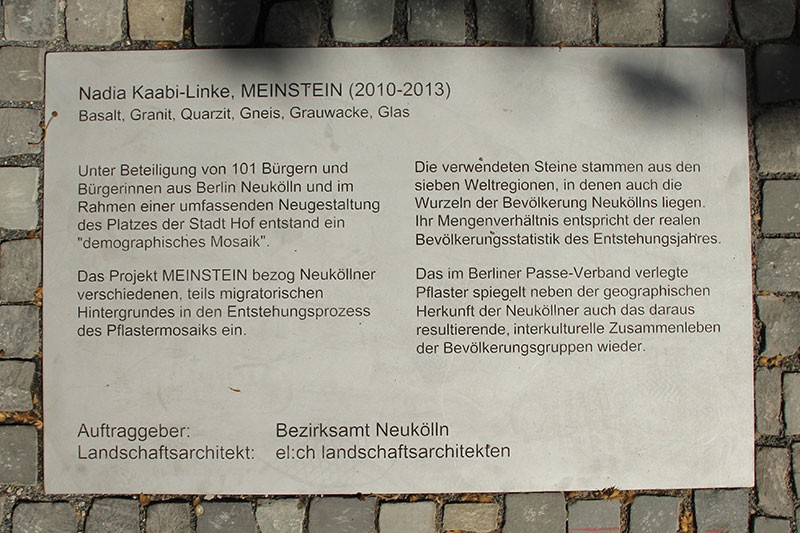 Nadia Kaabi-Linke, MEINSTEIN (2010-2013)
Basalt, Granit, Quarzit, Gneis, Grauwacke, Glas
Unter Beteiligung von 101 Bürgern und
Bürgerinnen aus Berlin Neukölln und im
Rahmen einer umfassenden Neugestaltung
des Platzes der Stadt Hof entstand ein
"demographisches Mosaik".
Das Projekt MEINSTEIN bezog Neuköllner
verschiedenen, teils migratorischen
Hintergrundes in den Entstehungsprozess
des Pflastermosaiks ein.
Die verwendeten Steine stammen aus den
sieben Weltregionen, in denen auch die
Wurzeln der Bevölkerung Neuköllns liegen.
Ihr Mengenverhältnis entspricht der realen
Bevölkerungsstatistik des Entstehungsjahres.
Das im Berliner Passe-Verband verlegte
Pflaster spiegelt neben der geographischen
Herkunft der Neuköllner auch das daraus
resultierende, interkulturelle Zusammenleben
der Bevölkerungsgruppen wieder.
Auftraggeber: Bezirksamt Neukölln
Landschaftsarchitekt: el:ch landschaftsarchitekten